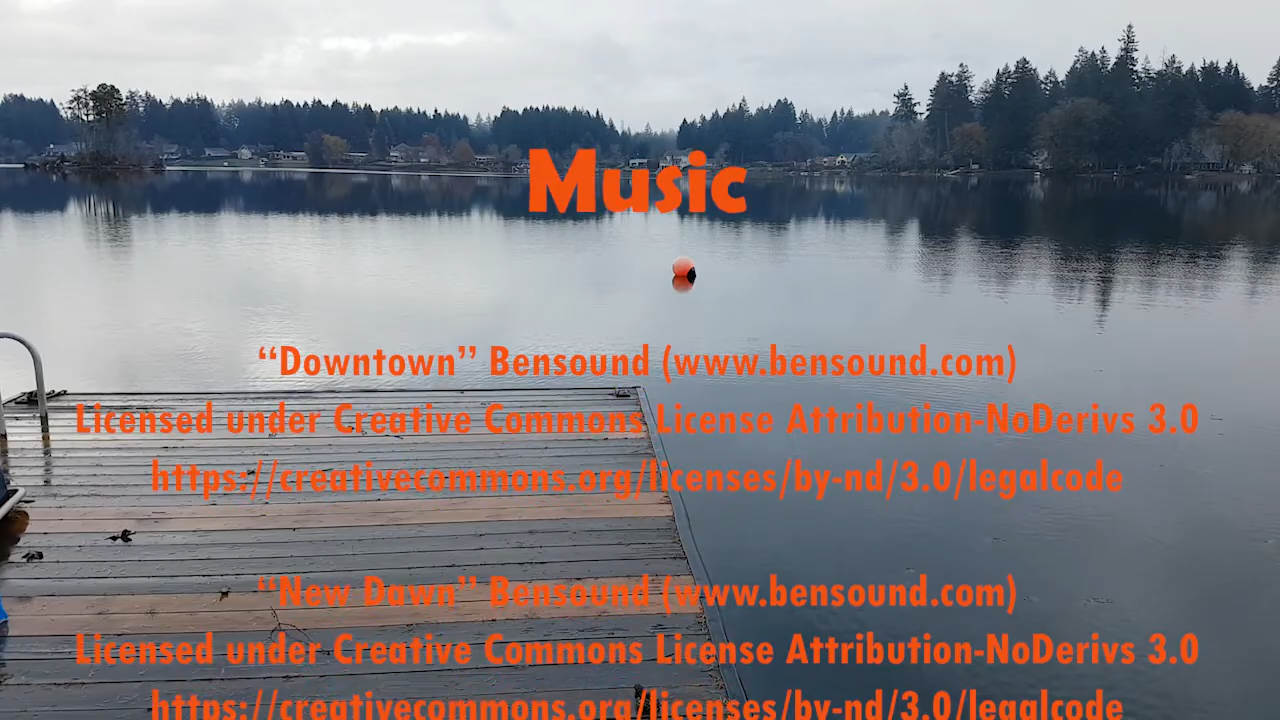 Music
“Downtown” Bensound (www.bensound.com)
Licensed under Creative Commons License Attribution-NoDerivs 3.0
https://creativecommons.org/licenses/by-nd/3.0/legalcode
“New Dawn” Bensound (www.bensound.com)
Licensed under Creative Commons License Attribution-NoDerivs 3.0
https://creativecommons.org/licenses/by-nd/3.0/legalcode